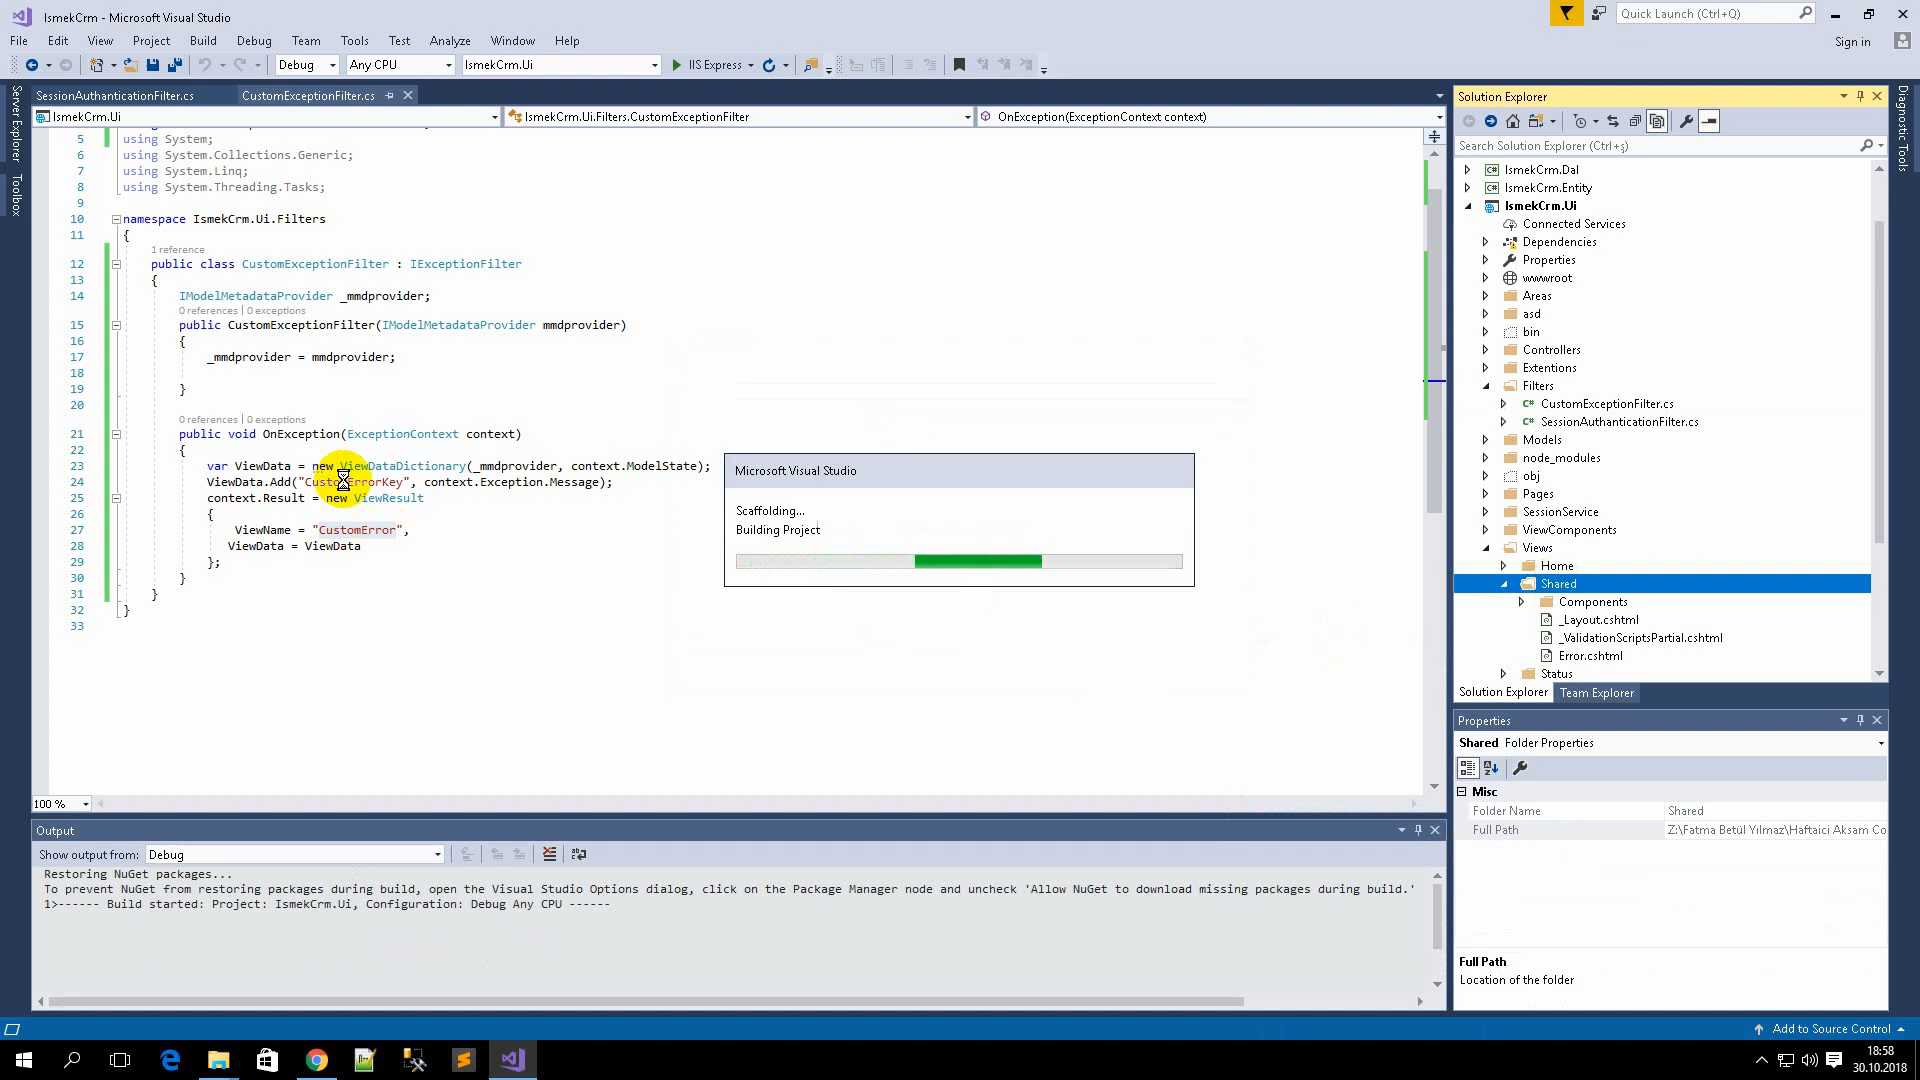 IsmekCrm - Microsoft Visual Studio
Quick Launch (Ctrl+Q)
File Edit View Project Build Debug Team Tools Test Analyze Window Help
Sign in
Debug Any CPU IsmekCrm.Ui IIS Express
Server Explorer
Toolbox
Diagnostic Tools
SessionAuthanticationFilter.cs CustomExceptionFilter.cs
IsmekCrm.Ui IsmekCrm.Ui.Filters.CustomExceptionFilter OnException(ExceptionContext context)
5 using System;
6 using System.Collections.Generic;
7 using System.Linq;
8 using System.Threading.Tasks;
9
10 namespace IsmekCrm.Ui.Filters
11 {
1 reference
12 public class CustomExceptionFilter : IExceptionFilter
13 {
14 IModelMetadataProvider _mmdprovider;
0 references | 0 exceptions
15 public CustomExceptionFilter(IModelMetadataProvider mmdprovider)
16 {
17 _mmdprovider = mmdprovider;
18
19 }
20
0 references | 0 exceptions
21 public void OnException(ExceptionContext context)
22 {
23 var ViewData = new ViewDataDictionary(_mmdprovider, context.ModelState);
24 ViewData.Add("CustomErrorKey", context.Exception.Message);
25 context.Result = new ViewResult
26 {
27 ViewName = "CustomError",
28 ViewData = ViewData
29 };
30 }
31 }
32 }
33
100 %
Microsoft Visual Studio
Scaffolding...
Building Project
Output
Show output from: Debug
Restoring NuGet packages...
To prevent NuGet from restoring packages during build, open the Visual Studio Options dialog, click on the Package Manager node and uncheck 'Allow NuGet to download missing packages during build.'
1>------ Build started: Project: IsmekCrm.Ui, Configuration: Debug Any CPU ------
Solution Explorer
Search Solution Explorer (Ctrl+ş)
IsmekCrm.Dal
IsmekCrm.Entity
IsmekCrm.Ui
Connected Services
Dependencies
Properties
wwwroot
Areas
asd
bin
Controllers
Extentions
Filters
CustomExceptionFilter.cs
SessionAuthanticationFilter.cs
Models
node_modules
obj
Pages
SessionService
ViewComponents
Views
Home
Shared
Components
_Layout.cshtml
_ValidationScriptsPartial.cshtml
Error.cshtml
Status
Solution Explorer Team Explorer
Properties
Shared Folder Properties
Misc
Folder Name Shared
Full Path Z:\Fatma Betül Yılmaz\Haftaici Aksam Co
Full Path
Location of the folder
Add to Source Control
18:58
30.10.2018